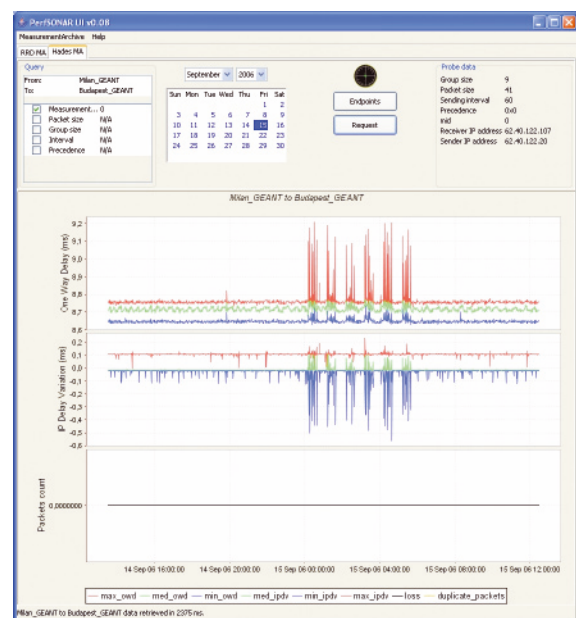 PerfSONAR UI v0.08
MeasurementArchive Help
RRD MA Hades MA
Query
From: Milan_GEANT
To: Budapest_GEANT
Measurement... 0
Packet size N/A
Group size N/A
Interval N/A
Precedence N/A
September 2006
Sun Mon Tue Wed Thu Fri Sat
1 2
3 4 5 6 7 8 9
10 11 12 13 14 15 16
17 18 19 20 21 22 23
24 25 26 27 28 29 30
Endpoints
Request
Probe data
Group size 9
Packet size 41
Sending interval 60
Precedence 0x0
mid 0
Receiver IP address 62.40.122.107
Sender IP address 62.40.122.20
Milan_GEANT to Budapest_GEANT
One Way Delay (ms)
9,2
9,1
9,0
8,9
8,8
8,7
8,6
IP Delay Variation (ms)
0,2
0,1
0,0
-0,1
-0,2
-0,3
-0,4
-0,5
-0,6
Packets count
0,0000000
14 Sep 06 16:00:00 14 Sep 06 20:00:00 15 Sep 06 00:00:00 15 Sep 06 04:00:00 15 Sep 06 08:00:00 15 Sep 06 12:00:00
max_owd med_owd min_owd med_ipdv min_ipdv max_ipdv loss duplicate_packets
Milan_GEANT to Budapest_GEANT data retrieved in 2375 ms.